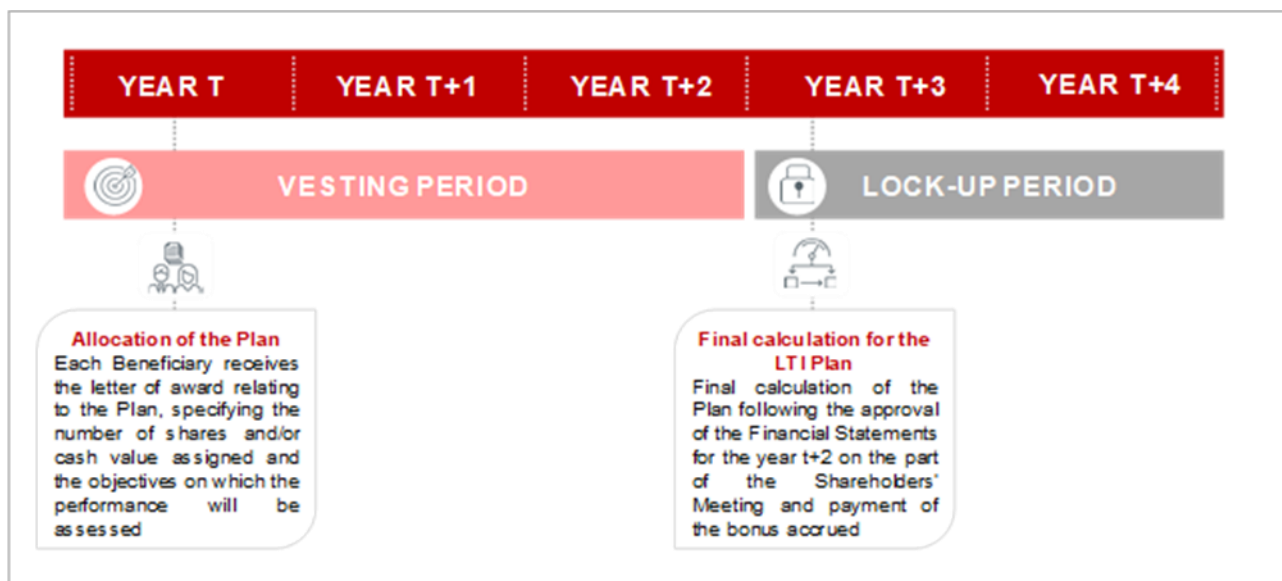 YEAR T YEAR T+1 YEAR T+2 YEAR T+3 YEAR T+4
VESTING PERIOD LOCK-UP PERIOD
Allocation of the Plan
Each Beneficiary receives
the letter of award relating
to the Plan, specifying the
number of shares and/or
cash value assigned and
the objectives on which the
performance will be
assessed
Final calculation for the
LTI Plan
Final calculation of the
Plan following the approval
of the Financial Statements
for the year t+2 on the part
of the Shareholders'
Meeting and payment of
the bonus accrued